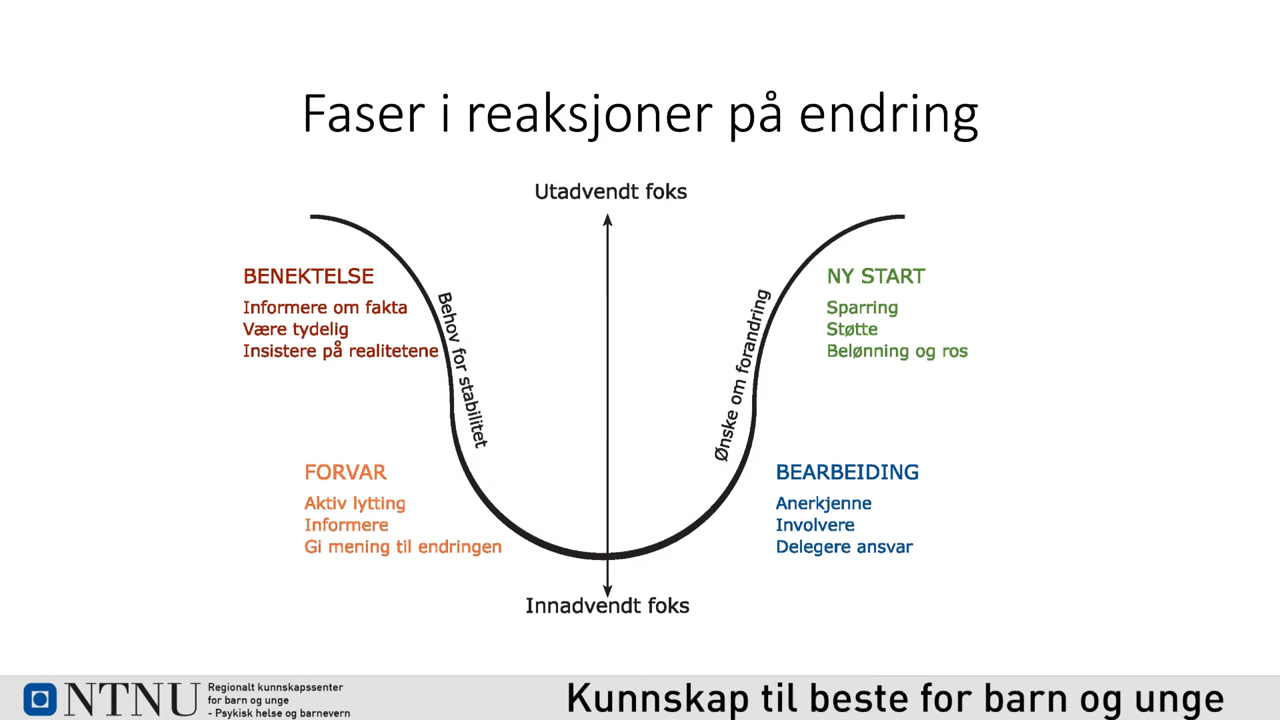 Faser i reaksjoner på endring
Utadvendt foks
BENEKTELSE
Informere om fakta
Være tydelig
Insistere på realitetene
Behov for stabilitet
FORVAR
Aktiv lytting
Informere
Gi mening til endringen
Innadvendt foks
Ønske om forandring
NY START
Sparring
Støtte
Belønning og ros
BEARBEIDING
Anerkjenne
Involvere
Delegere ansvar
NTNU
Regionalt kunnskapssenter
for barn og unge
- Psykisk helse og barnevern
Kunnskap til beste for barn og unge